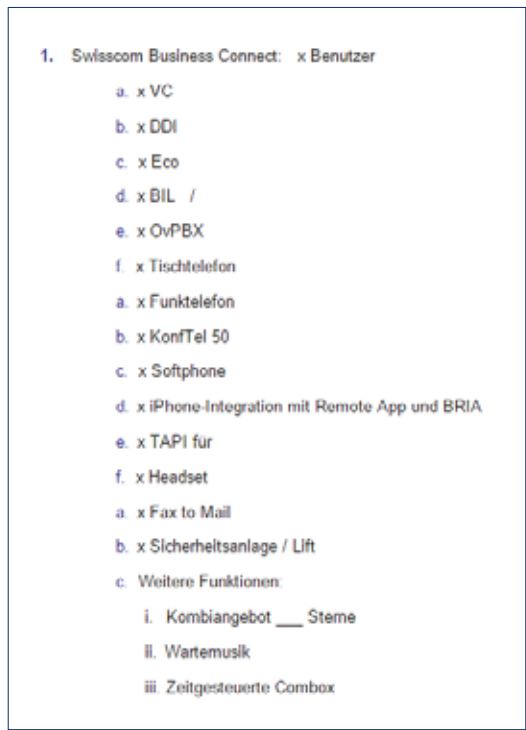 1. Swisscom Business Connect: x Benutzer
a. x VC
b. x DDI
c. x Eco
d. x BIL /
e. x OvPBX
f. x Tischtelefon
a. x Funktelefon
b. x KonfTel 50
c. x Softphone
d. x iPhone-Integration mit Remote App und BRIA
e. x TAPI für
f. x Headset
a. x Fax to Mail
b. x Sicherheitsanlage / Lift
c. Weitere Funktionen:
i. Kombiangebot ___ Sterne
ii. Wartemusik
iii. Zeitgesteuerte Combox